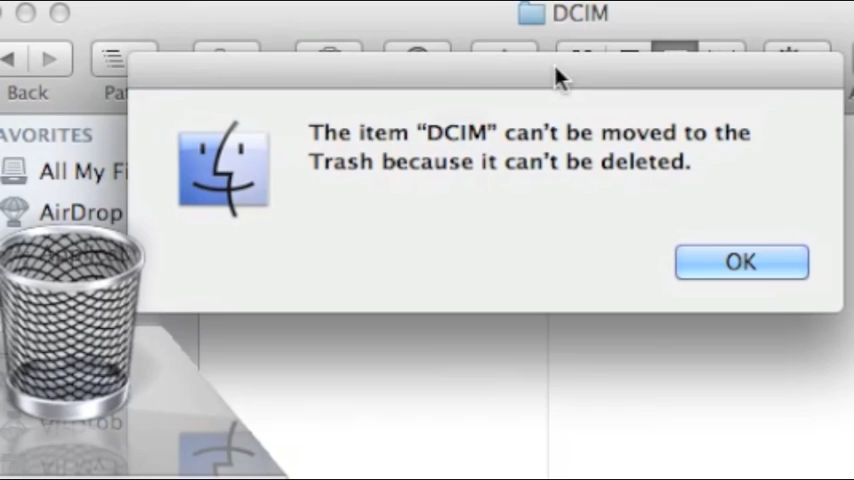 DCIM
Back
AVORITES
All My Fi
AirDrop
The item “DCIM” can’t be moved to the
Trash because it can’t be deleted.
OK